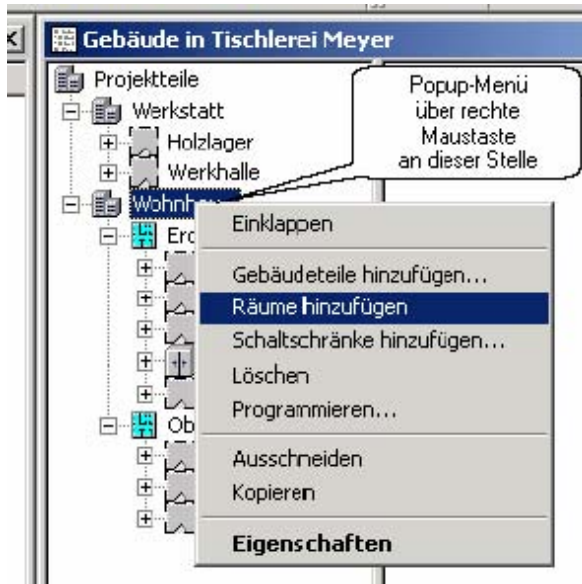 Gebäude in Tischlerei Meyer
Projektteile
Werkstatt
Holzlager
Werkhalle
Popup-Menü
über rechte
Maustaste
an dieser Stelle
Einklappen
Gebäudeteile hinzufügen...
Räume hinzufügen
Schaltschränke hinzufügen...
Löschen
Programmieren...
Ausschneiden
Kopieren
Eigenschaften